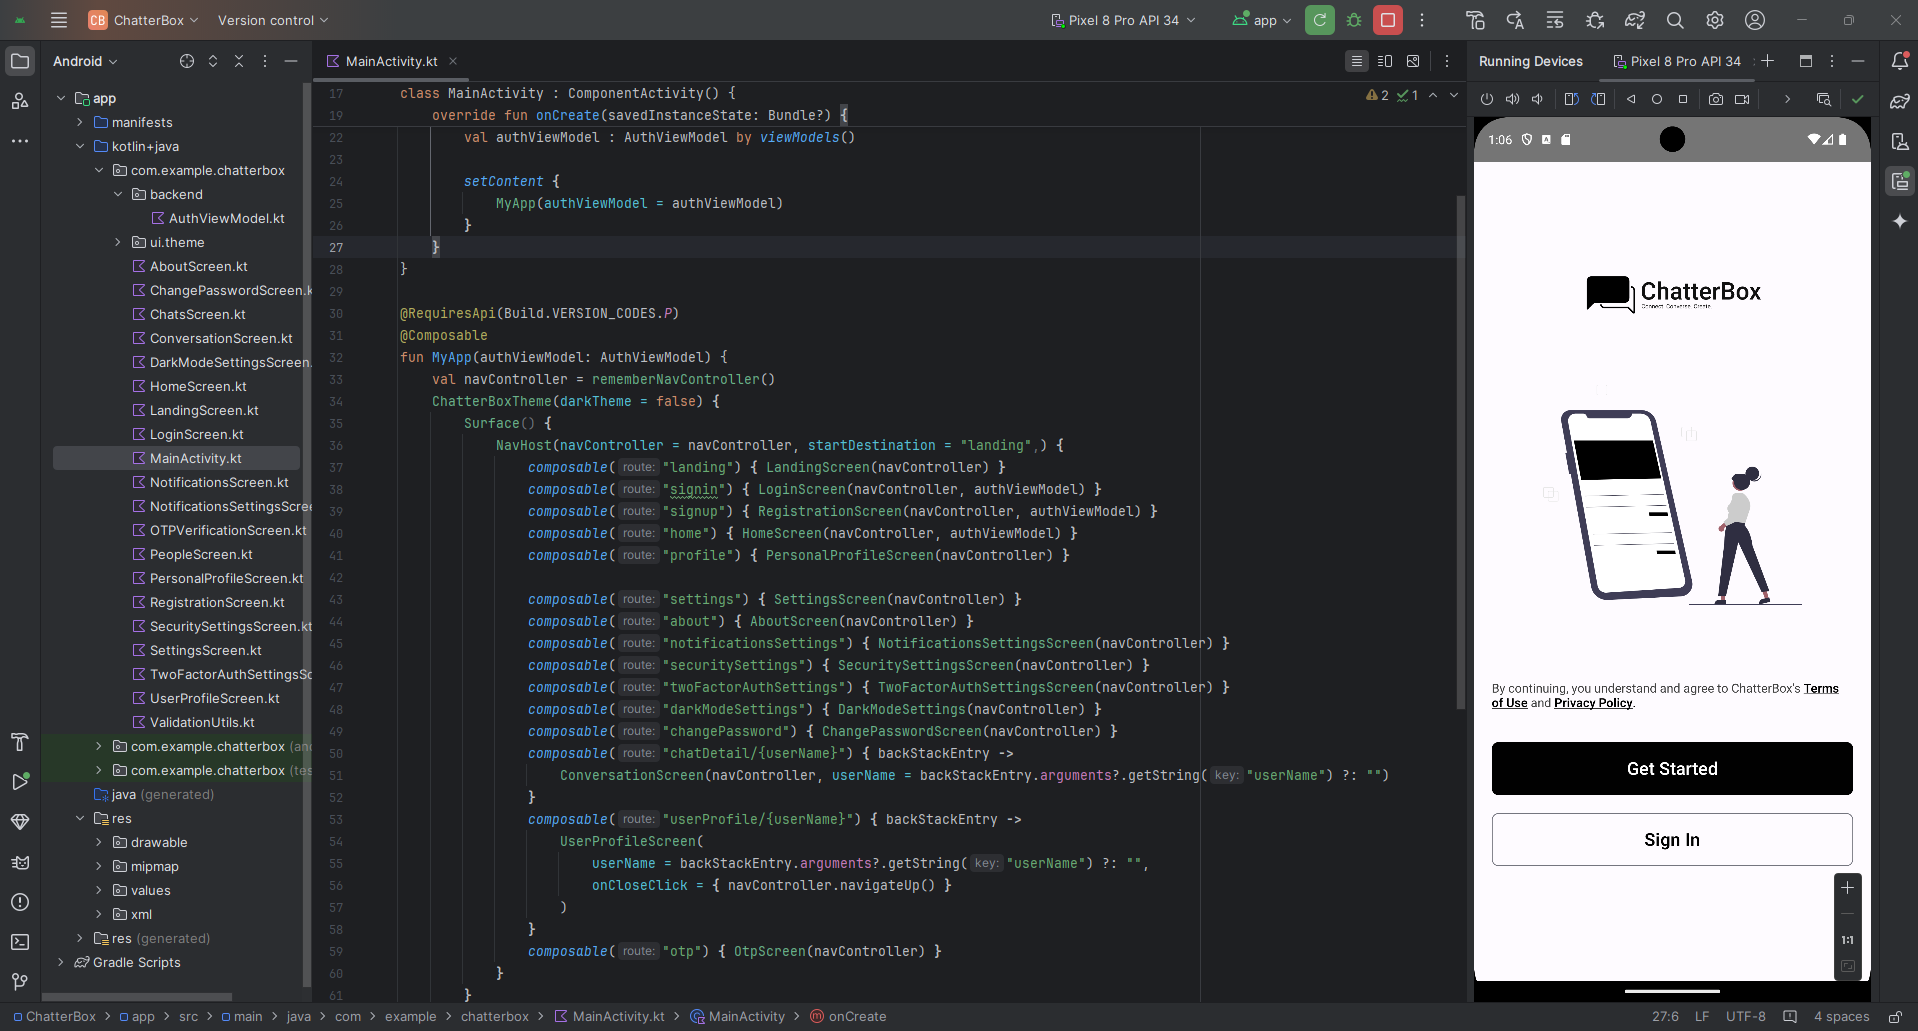 CB ChatterBox Version control Pixel 8 Pro API 34 app
Android
app
manifests
kotlin+java
com.example.chatterbox
backend
AuthViewModel.kt
ui.theme
AboutScreen.kt
ChangePasswordScreen.k
ChatsScreen.kt
ConversationScreen.kt
DarkModeSettingsScreen.
HomeScreen.kt
LandingScreen.kt
LoginScreen.kt
MainActivity.kt
NotificationsScreen.kt
NotificationsSettingsScree
OTPVerificationScreen.kt
PeopleScreen.kt
PersonalProfileScreen.kt
RegistrationScreen.kt
SecuritySettingsScreen.kt
SettingsScreen.kt
TwoFactorAuthSettingsSc
UserProfileScreen.kt
ValidationUtils.kt
com.example.chatterbox (and
com.example.chatterbox (tes
java (generated)
res
drawable
mipmap
values
xml
res (generated)
Gradle Scripts
MainActivity.kt
2 1
17 class MainActivity : ComponentActivity() {
19 override fun onCreate(savedInstanceState: Bundle?) {
22 val authViewModel : AuthViewModel by viewModels()
23
24 setContent {
25 MyApp(authViewModel = authViewModel)
26 }
27 }
28 }
29
30 @RequiresApi(Build.VERSION_CODES.P)
31 @Composable
32 fun MyApp(authViewModel: AuthViewModel) {
33 val navController = rememberNavController()
34 ChatterBoxTheme(darkTheme = false) {
35 Surface() {
36 NavHost(navController = navController, startDestination = "landing",) {
37 composable( route: "landing") { LandingScreen(navController) }
38 composable( route: "signin") { LoginScreen(navController, authViewModel) }
39 composable( route: "signup") { RegistrationScreen(navController, authViewModel) }
40 composable( route: "home") { HomeScreen(navController, authViewModel) }
41 composable( route: "profile") { PersonalProfileScreen(navController) }
42
43 composable( route: "settings") { SettingsScreen(navController) }
44 composable( route: "about") { AboutScreen(navController) }
45 composable( route: "notificationsSettings") { NotificationsSettingsScreen(navController) }
46 composable( route: "securitySettings") { SecuritySettingsScreen(navController) }
47 composable( route: "twoFactorAuthSettings") { TwoFactorAuthSettingsScreen(navController) }
48 composable( route: "darkModeSettings") { DarkModeSettings(navController) }
49 composable( route: "changePassword") { ChangePasswordScreen(navController) }
50 composable( route: "chatDetail/{userName}") { backStackEntry ->
51 ConversationScreen(navController, userName = backStackEntry.arguments?.getString( key: "userName") ?: "")
52 }
53 composable( route: "userProfile/{userName}") { backStackEntry ->
54 UserProfileScreen(
55 userName = backStackEntry.arguments?.getString( key: "userName") ?: "",
56 onCloseClick = { navController.navigateUp() }
57 )
58 }
59 composable( route: "otp") { OtpScreen(navController) }
60 }
61 }
Running Devices Pixel 8 Pro API 34
1:06
ChatterBox
Connect. Converse. Create.
By continuing, you understand and agree to ChatterBox's Terms
of Use and Privacy Policy.
Get Started
Sign In
1:1
ChatterBox > app > src > main > java > com > example > chatterbox > MainActivity.kt > MainActivity > onCreate
27:6 LF UTF-8 4 spaces